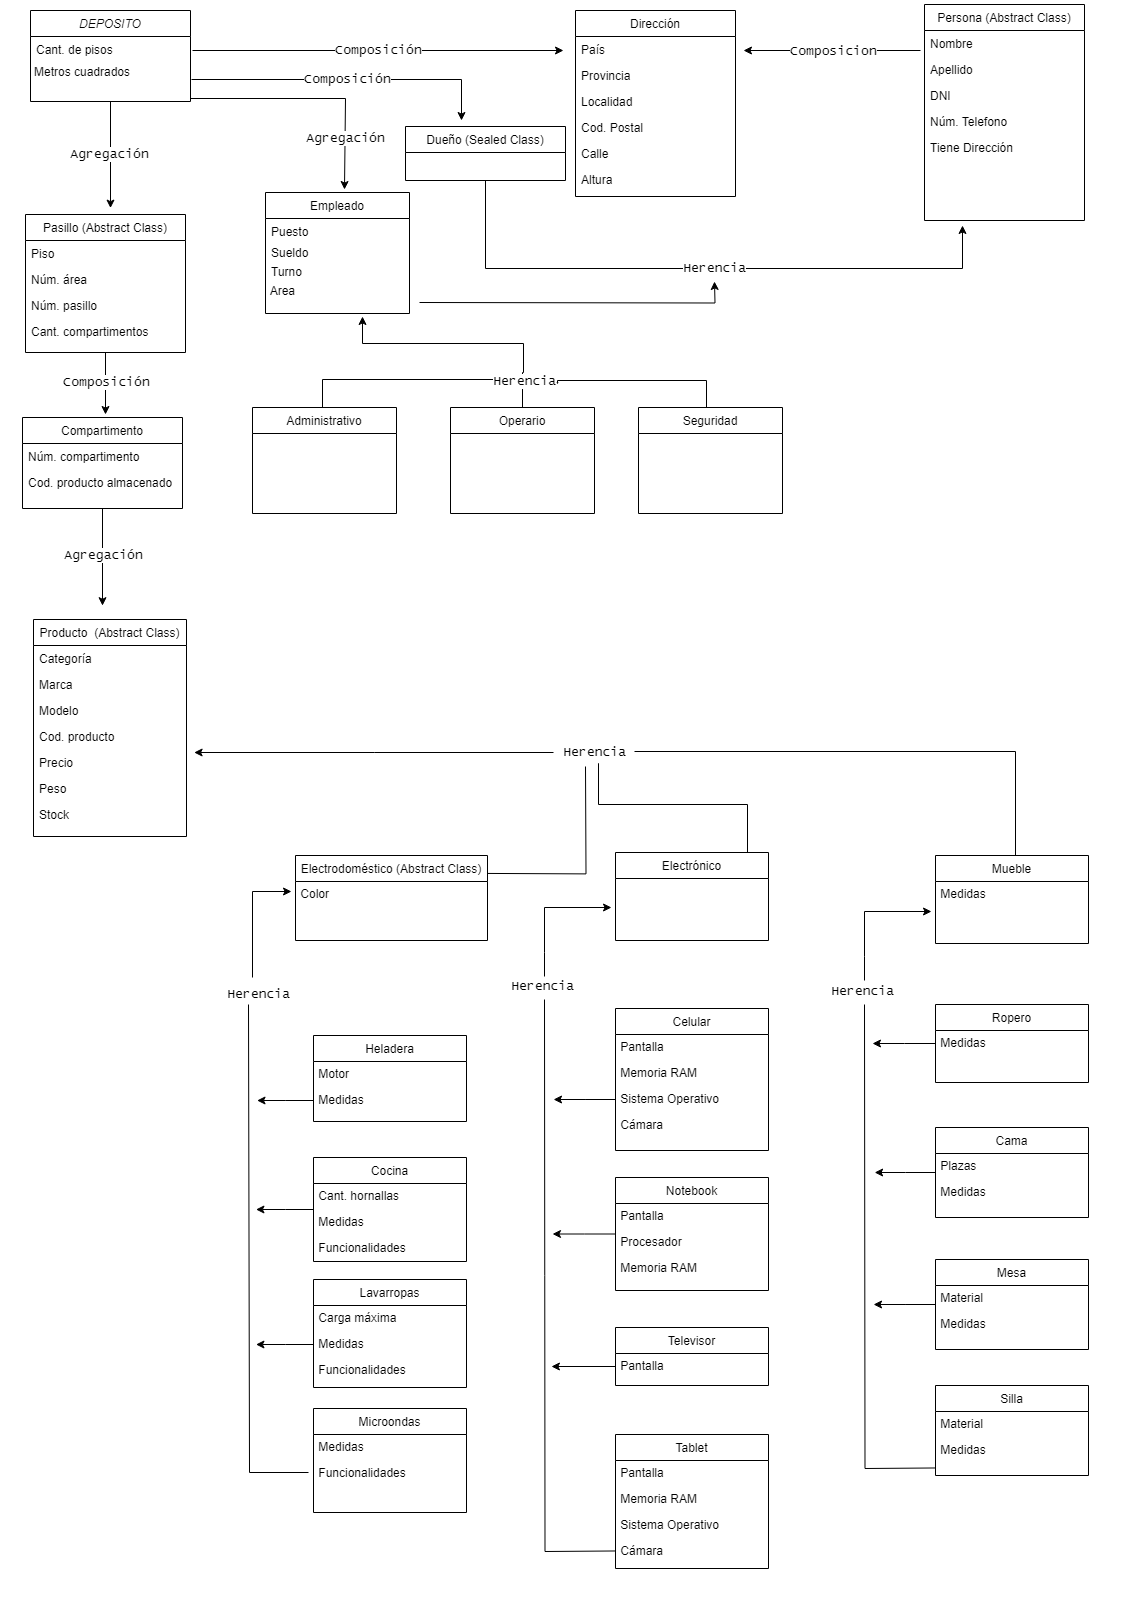 DEPOSITO
Cant. de pisos
Metros cuadrados
Composición
Composición
Agregación
Agregación
Dirección
País
Provincia
Localidad
Cod. Postal
Calle
Altura
Composicion
Persona (Abstract Class)
Nombre
Apellido
DNI
Núm. Telefono
Tiene Dirección
Dueño (Sealed Class)
Herencia
Empleado
Puesto
Sueldo
Turno
Area
Pasillo (Abstract Class)
Piso
Núm. área
Núm. pasillo
Cant. compartimentos
Composición
Herencia
Administrativo
Operario
Seguridad
Compartimento
Núm. compartimento
Cod. producto almacenado
Agregación
Producto  (Abstract Class)
Categoría
Marca
Modelo
Cod. producto
Precio
Peso
Stock
Herencia
Electrodoméstico (Abstract Class)
Color
Herencia
Heladera
Motor
Medidas
Cocina
Cant. hornallas
Medidas
Funcionalidades
Lavarropas
Carga máxima
Medidas
Funcionalidades
Microondas
Medidas
Funcionalidades
Electrónico
Herencia
Celular
Pantalla
Memoria RAM
Sistema Operativo
Cámara
Notebook
Pantalla
Procesador
Memoria RAM
Televisor
Pantalla
Tablet
Pantalla
Memoria RAM
Sistema Operativo
Cámara
Mueble
Medidas
Herencia
Ropero
Medidas
Cama
Plazas
Medidas
Mesa
Material
Medidas
Silla
Material
Medidas